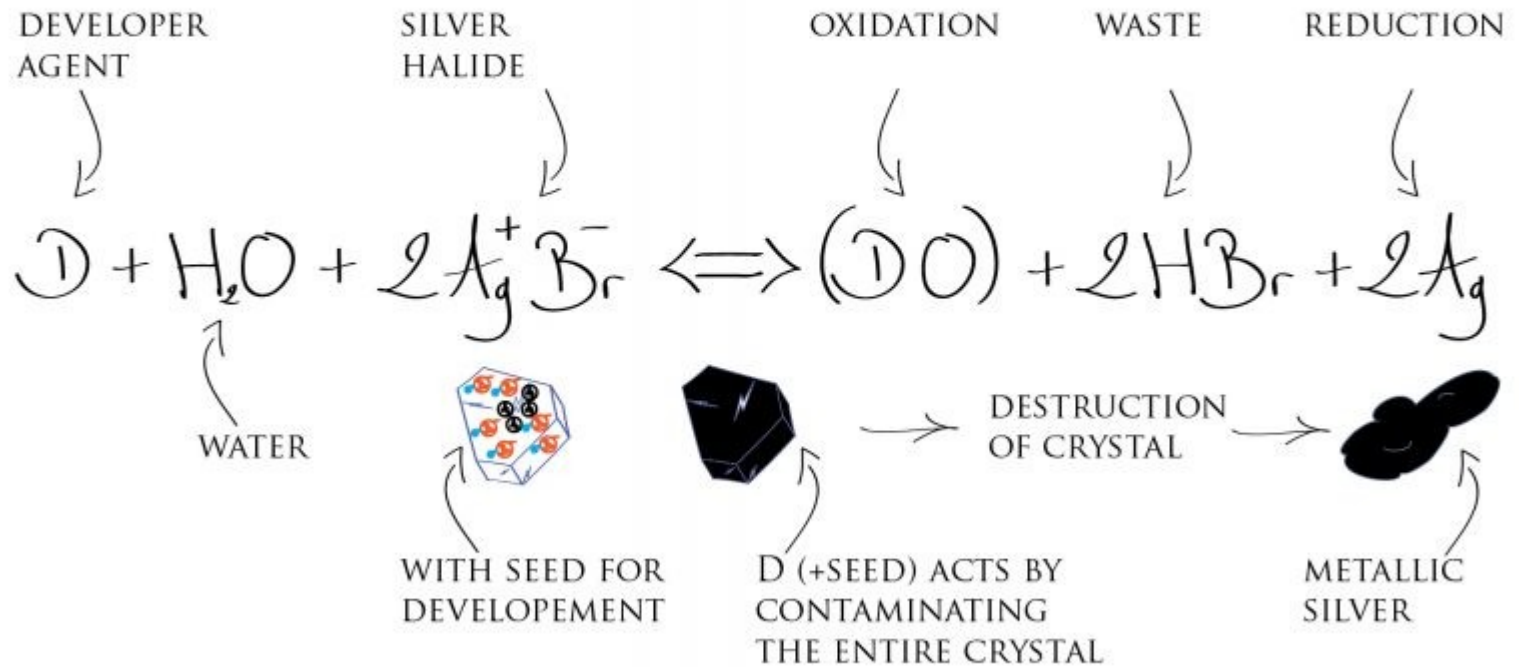 DEVELOPER
AGENT
SILVER
HALIDE
OXIDATION
WASTE
REDUCTION
D + H₂O + 2Ag⁺Br⁻ ⇔ (DO) + 2HBr + 2Ag
WATER
DESTRUCTION
OF CRYSTAL
WITH SEED FOR
DEVELOPEMENT
D (+SEED) ACTS BY
CONTAMINATING
THE ENTIRE CRYSTAL
METALLIC
SILVER